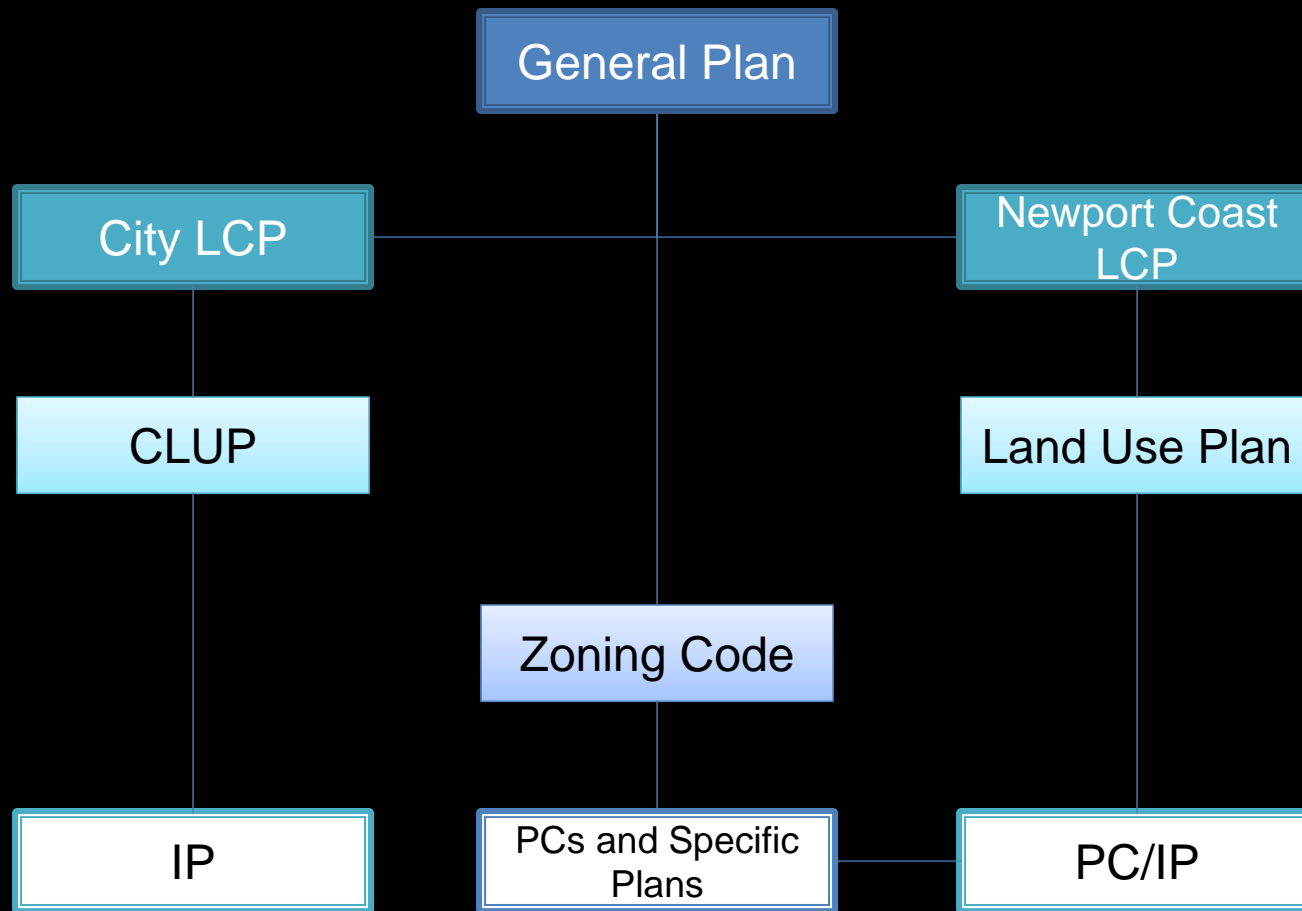 General Plan
City LCP
Newport Coast
LCP
CLUP
Land Use Plan
Zoning Code
IP
PCs and Specific
Plans
PC/IP